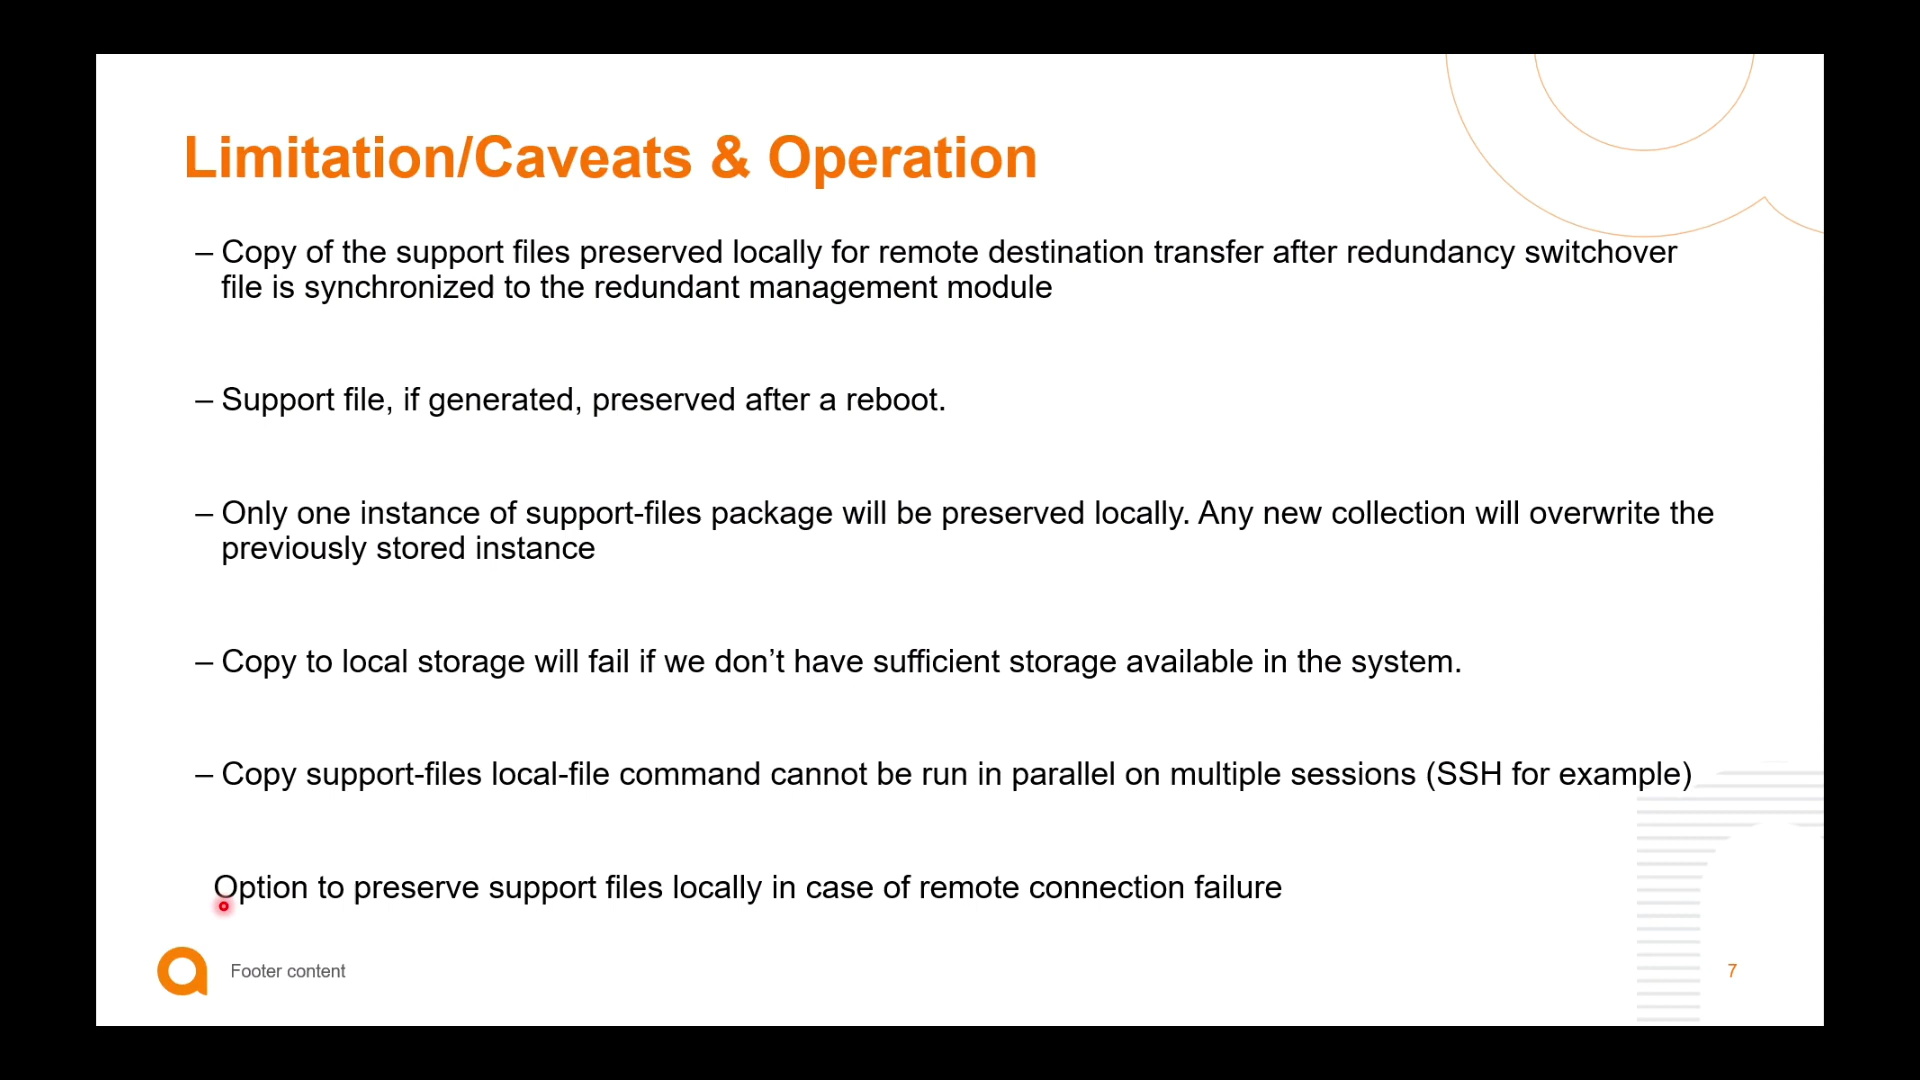 Limitation/Caveats & Operation
– Copy of the support files preserved locally for remote destination transfer after redundancy switchover
file is synchronized to the redundant management module
– Support file, if generated, preserved after a reboot.
– Only one instance of support-files package will be preserved locally. Any new collection will overwrite the
previously stored instance
– Copy to local storage will fail if we don’t have sufficient storage available in the system.
– Copy support-files local-file command cannot be run in parallel on multiple sessions (SSH for example)
Option to preserve support files locally in case of remote connection failure
Footer content
7